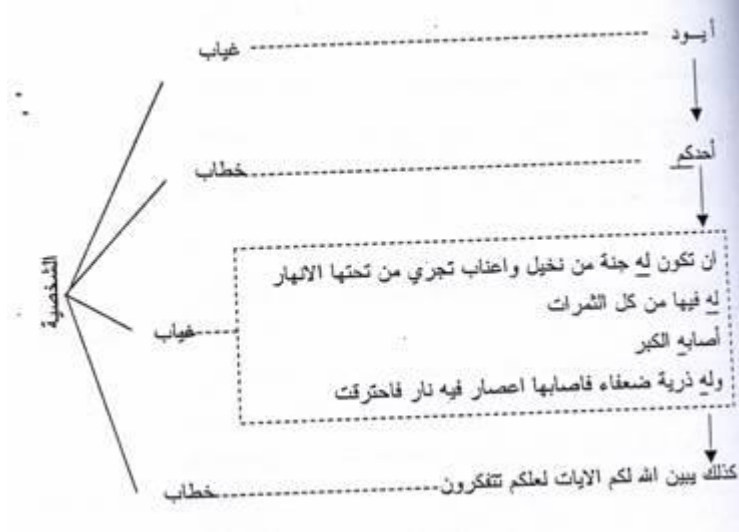 أيـود ------------------ غياب
أحدكم ------------------ خطاب
ان تكون له جنة من نخيل واعناب تجري من تحتها الانهار
له فيها من كل الثمرات
أصابه الكبر
وله ذرية ضعفاء فاصابها اعصار فيه نار فاحترقت
غياب
كذلك يبين الله لكم الايات لعلكم تتفكرون ------------------ خطاب
الشخصية